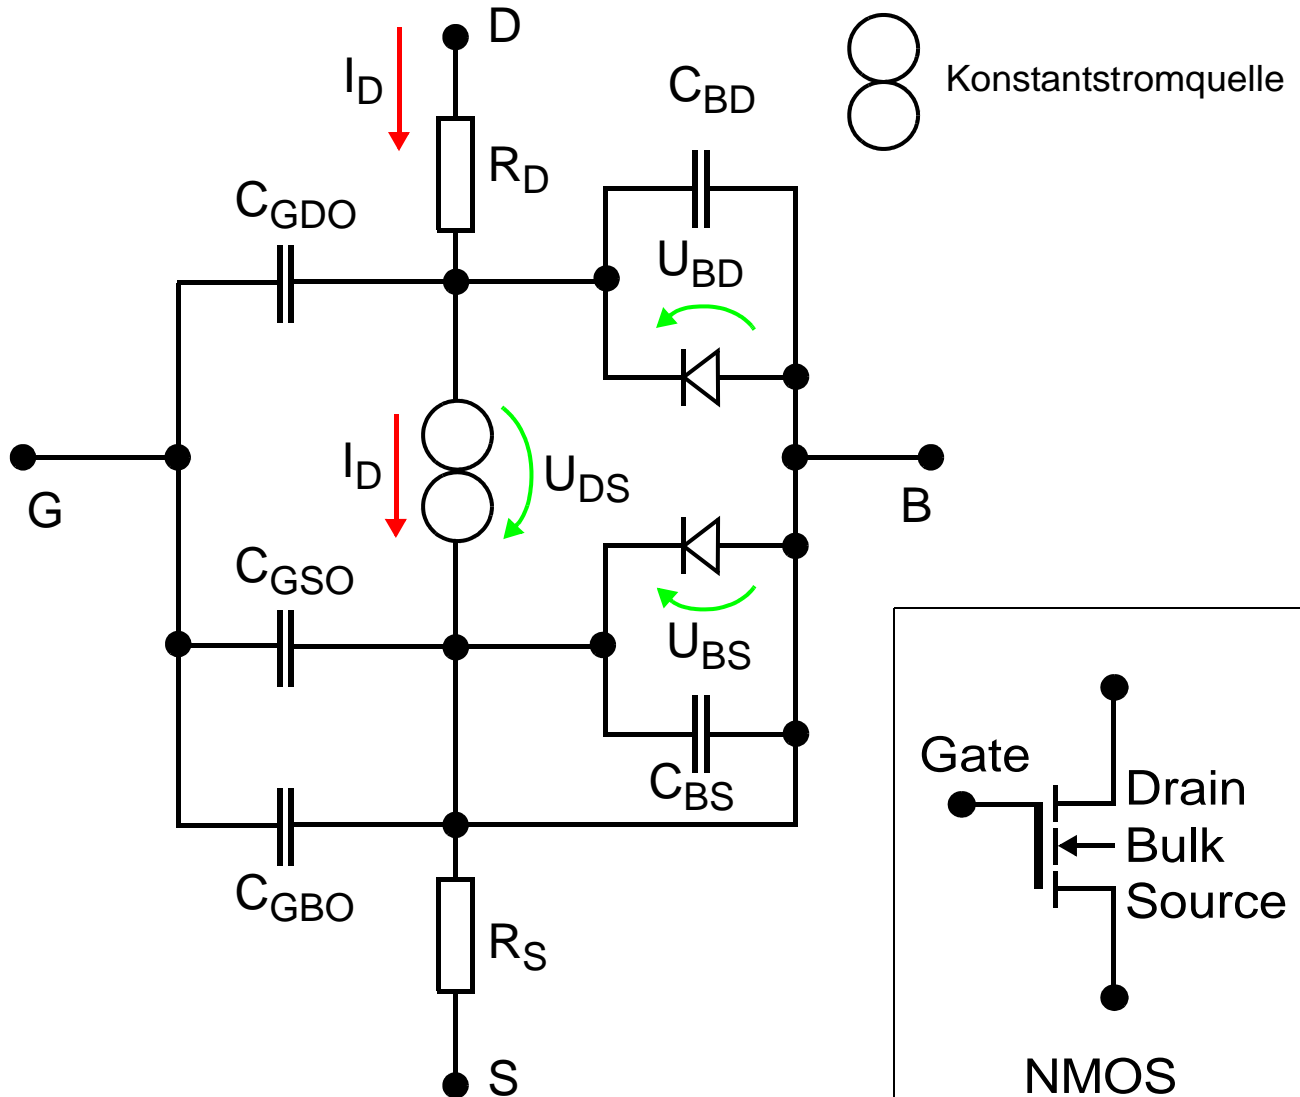 D
I_D
C_BD
Konstantstromquelle
R_D
C_GDO
U_BD
I_D
U_DS
G
B
C_GSO
U_BS
C_BS
C_GBO
R_S
S
Gate
Drain
Bulk
Source
NMOS